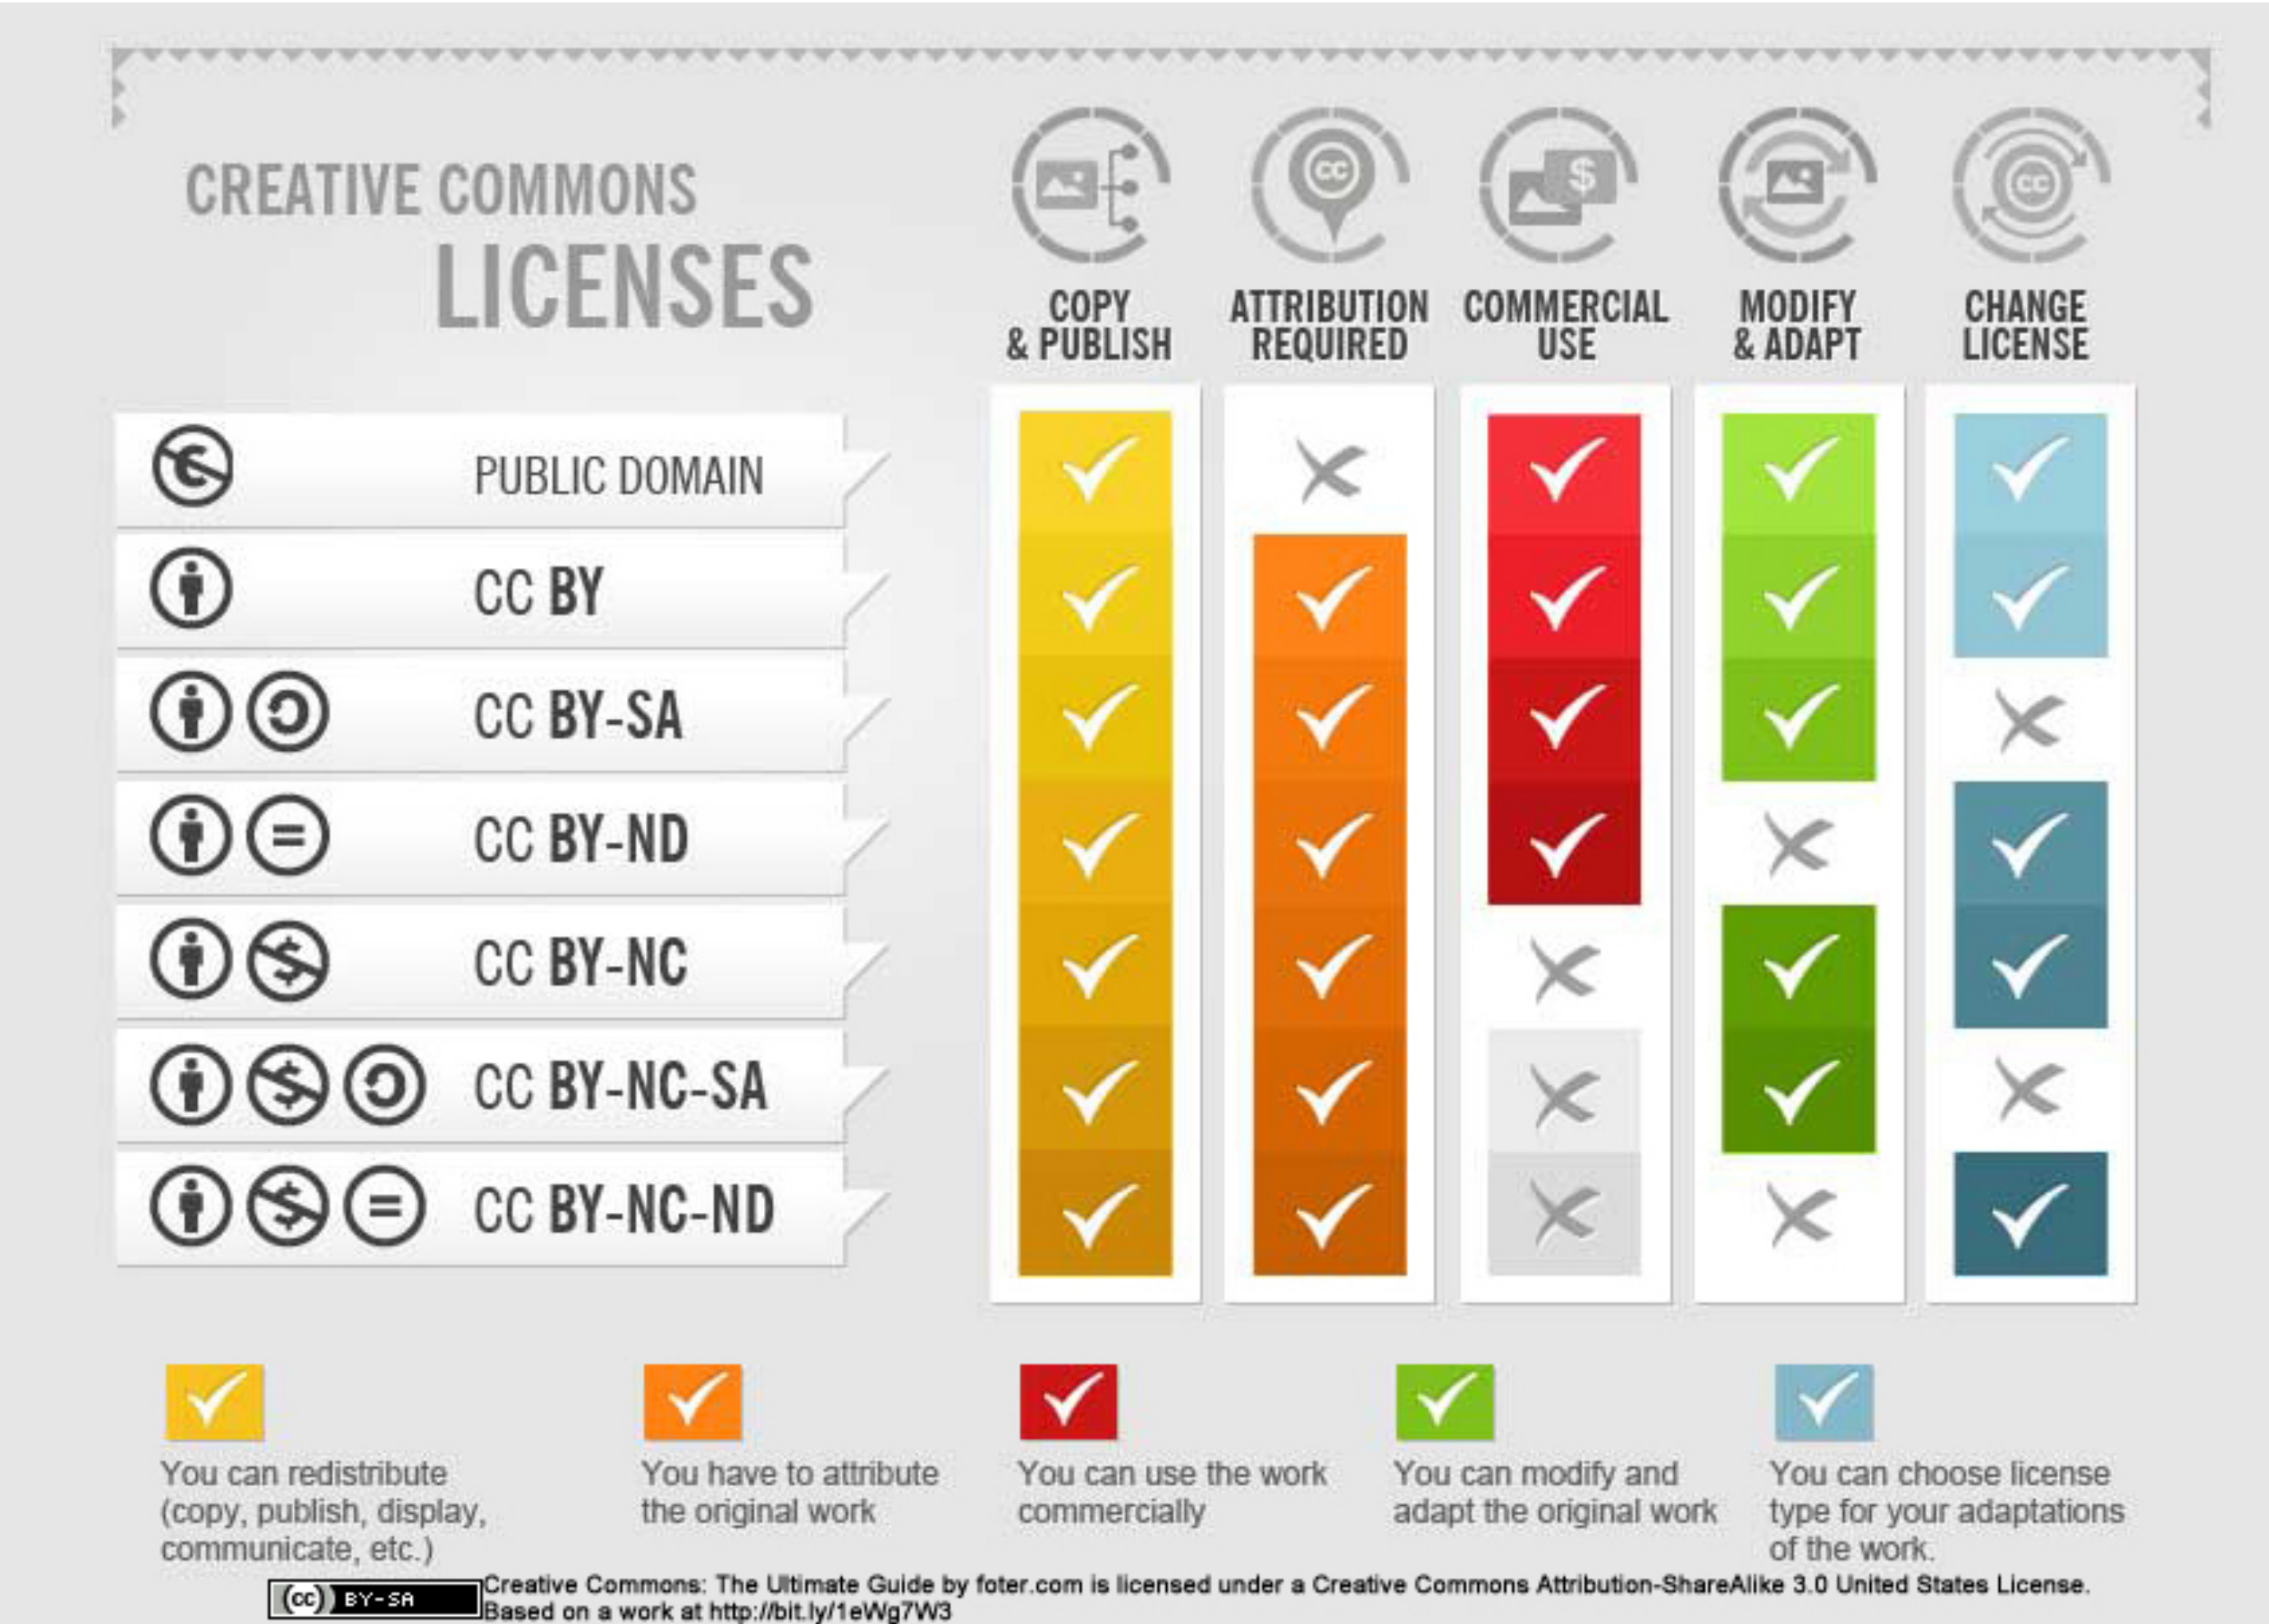 CREATIVE COMMONS
LICENSES
COPY
& PUBLISH
ATTRIBUTION
REQUIRED
COMMERCIAL
USE
MODIFY
& ADAPT
CHANGE
LICENSE
PUBLIC DOMAIN
CC BY
CC BY-SA
CC BY-ND
CC BY-NC
CC BY-NC-SA
CC BY-NC-ND
You can redistribute
(copy, publish, display,
communicate, etc.)
You have to attribute
the original work
You can use the work
commercially
You can modify and
adapt the original work
You can choose license
type for your adaptations
of the work.
(cc) BY-SA
Creative Commons: The Ultimate Guide by foter.com is licensed under a Creative Commons Attribution-ShareAlike 3.0 United States License.
Based on a work at http://bit.ly/1eWg7W3